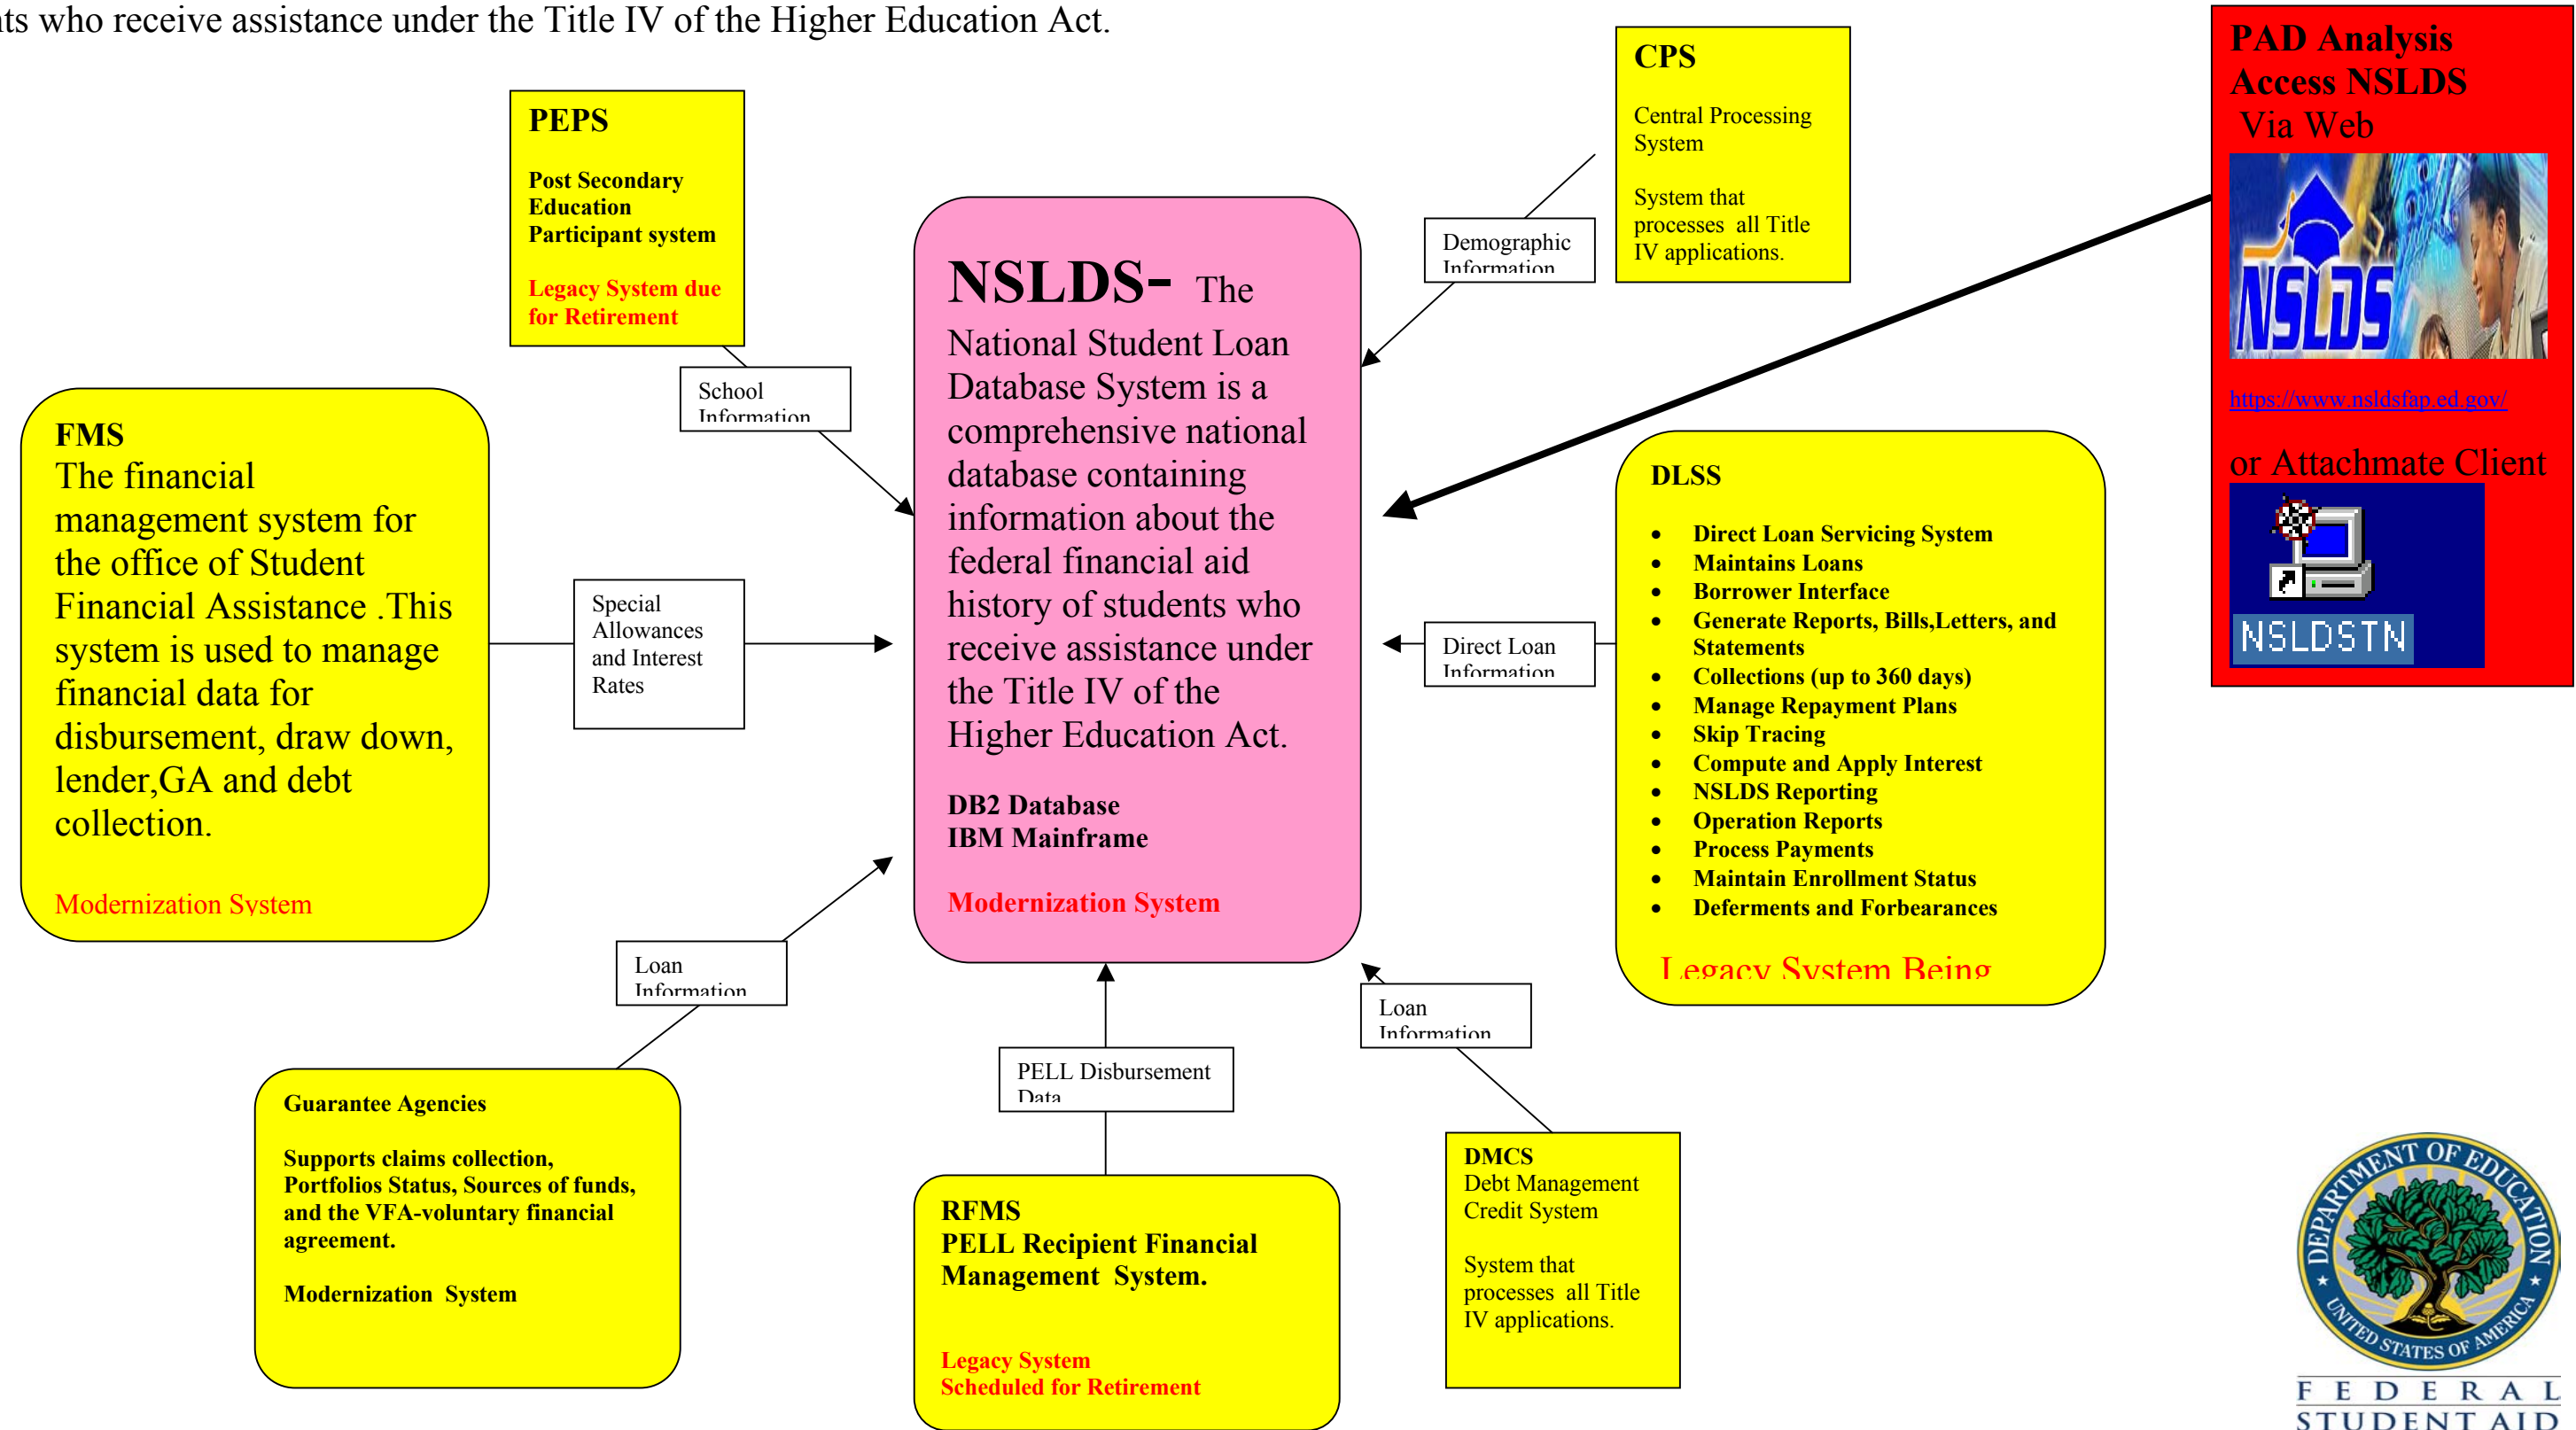 ts who receive assistance under the Title IV of the Higher Education Act.
PEPS
Post Secondary
Education
Participant system
Legacy System due
for Retirement
School
Information
CPS
Central Processing
System
System that
processes all Title
IV applications.
Demographic
Information
PAD Analysis
Access NSLDS
Via Web
NSLDS
https://www.nsldsfap.ed.gov/
or Attachmate Client
NSLDSTN
FMS
The financial
management system for
the office of Student
Financial Assistance .This
system is used to manage
financial data for
disbursement, draw down,
lender,GA and debt
collection.
Modernization System
Special
Allowances
and Interest
Rates
NSLDS- The
National Student Loan
Database System is a
comprehensive national
database containing
information about the
federal financial aid
history of students who
receive assistance under
the Title IV of the
Higher Education Act.
DB2 Database
IBM Mainframe
Modernization System
Direct Loan
Information
DLSS
• Direct Loan Servicing System
• Maintains Loans
• Borrower Interface
• Generate Reports, Bills,Letters, and
Statements
• Collections (up to 360 days)
• Manage Repayment Plans
• Skip Tracing
• Compute and Apply Interest
• NSLDS Reporting
• Operation Reports
• Process Payments
• Maintain Enrollment Status
• Deferments and Forbearances
Legacy System Being
Loan
Information
Guarantee Agencies
Supports claims collection,
Portfolios Status, Sources of funds,
and the VFA-voluntary financial
agreement.
Modernization System
PELL Disbursement
Data
RFMS
PELL Recipient Financial
Management System.
Legacy System
Scheduled for Retirement
Loan
Information
DMCS
Debt Management
Credit System
System that
processes all Title
IV applications.
DEPARTMENT OF EDUCATION
UNITED STATES OF AMERICA
FEDERAL
STUDENT AID